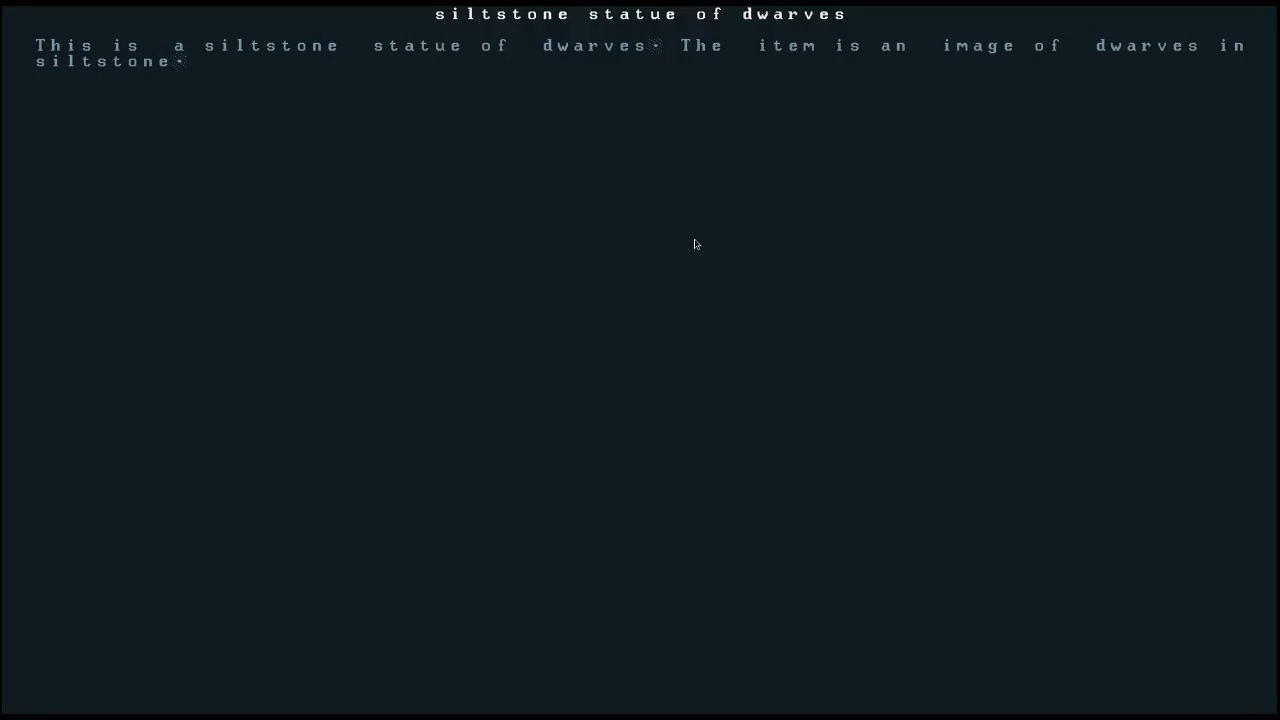 siltstone statue of dwarves
This is a siltstone statue of dwarves. The item is an image of dwarves in
siltstone.